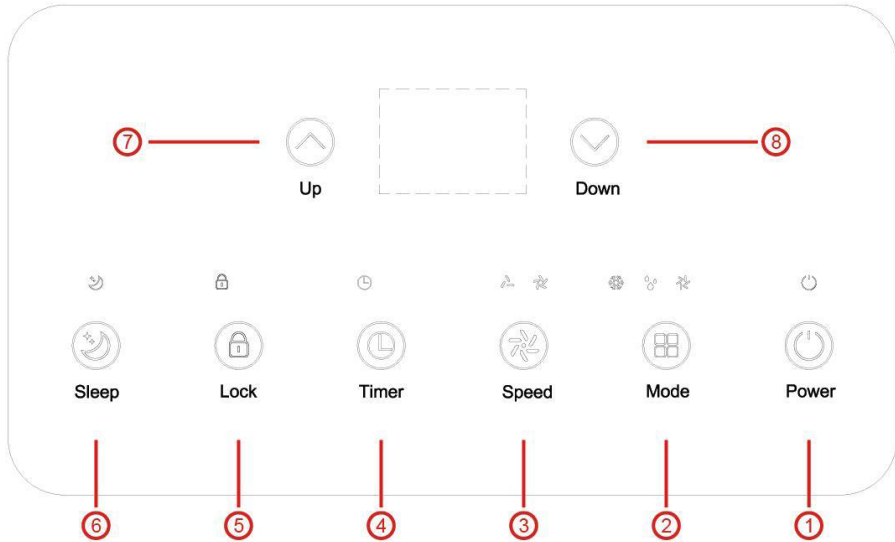 ⑦ ⑧
Up Down
Sleep Lock Timer Speed Mode Power
⑥ ⑤ ④ ③ ② ①